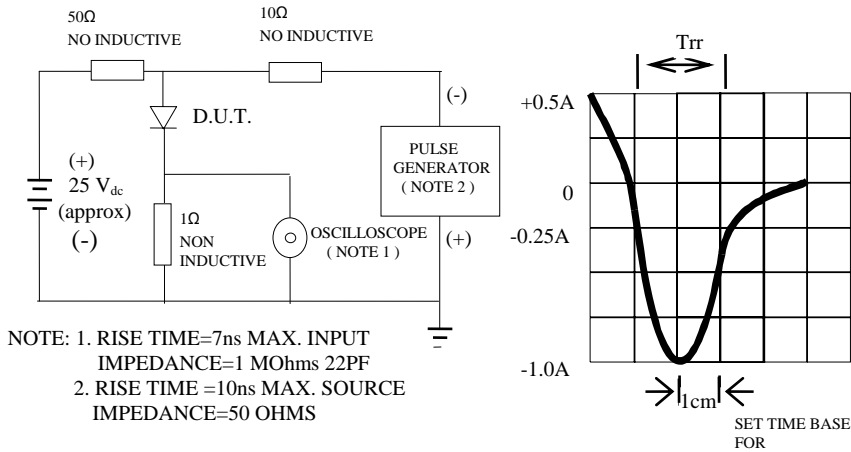 50Ω
NO INDUCTIVE
10Ω
NO INDUCTIVE
D.U.T.
(+)
25 Vdc
(approx)
(-)
1Ω
NON
INDUCTIVE
OSCILLOSCOPE
( NOTE 1 )
(-)
PULSE
GENERATOR
( NOTE 2 )
(+)
NOTE: 1. RISE TIME=7ns MAX. INPUT
IMPEDANCE=1 MOhms 22PF
2. RISE TIME =10ns MAX. SOURCE
IMPEDANCE=50 OHMS
Trr
+0.5A
0
-0.25A
-1.0A
1cm
SET TIME BASE
FOR